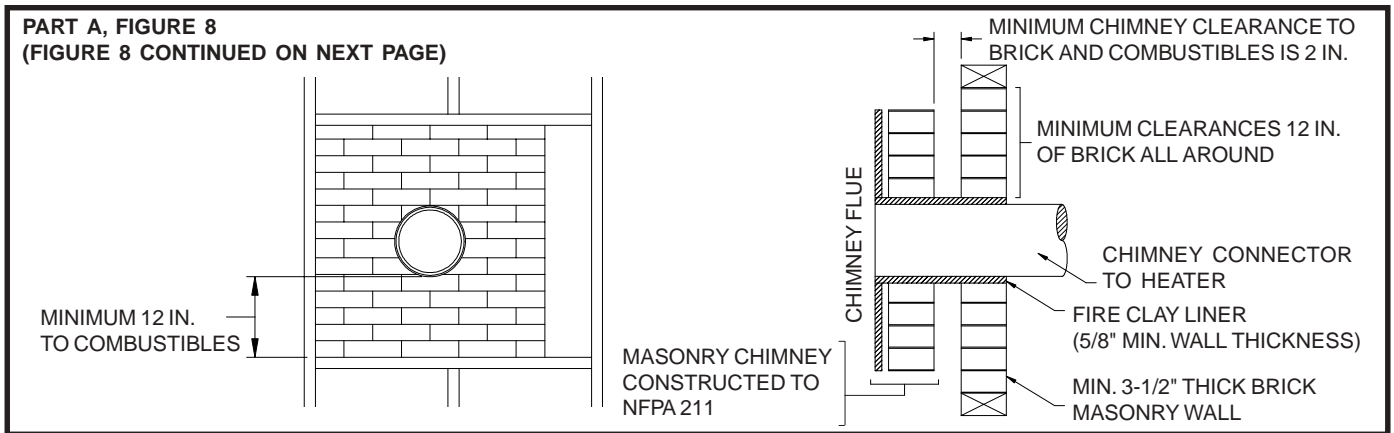 PART A, FIGURE 8
(FIGURE 8 CONTINUED ON NEXT PAGE)
MINIMUM 12 IN.
TO COMBUSTIBLES
MINIMUM CHIMNEY CLEARANCE TO
BRICK AND COMBUSTIBLES IS 2 IN.
MINIMUM CLEARANCES 12 IN.
OF BRICK ALL AROUND
CHIMNEY FLUE
CHIMNEY CONNECTOR
TO HEATER
FIRE CLAY LINER
(5/8" MIN. WALL THICKNESS)
MASONRY CHIMNEY
CONSTRUCTED TO
NFPA 211
MIN. 3-1/2" THICK BRICK
MASONRY WALL